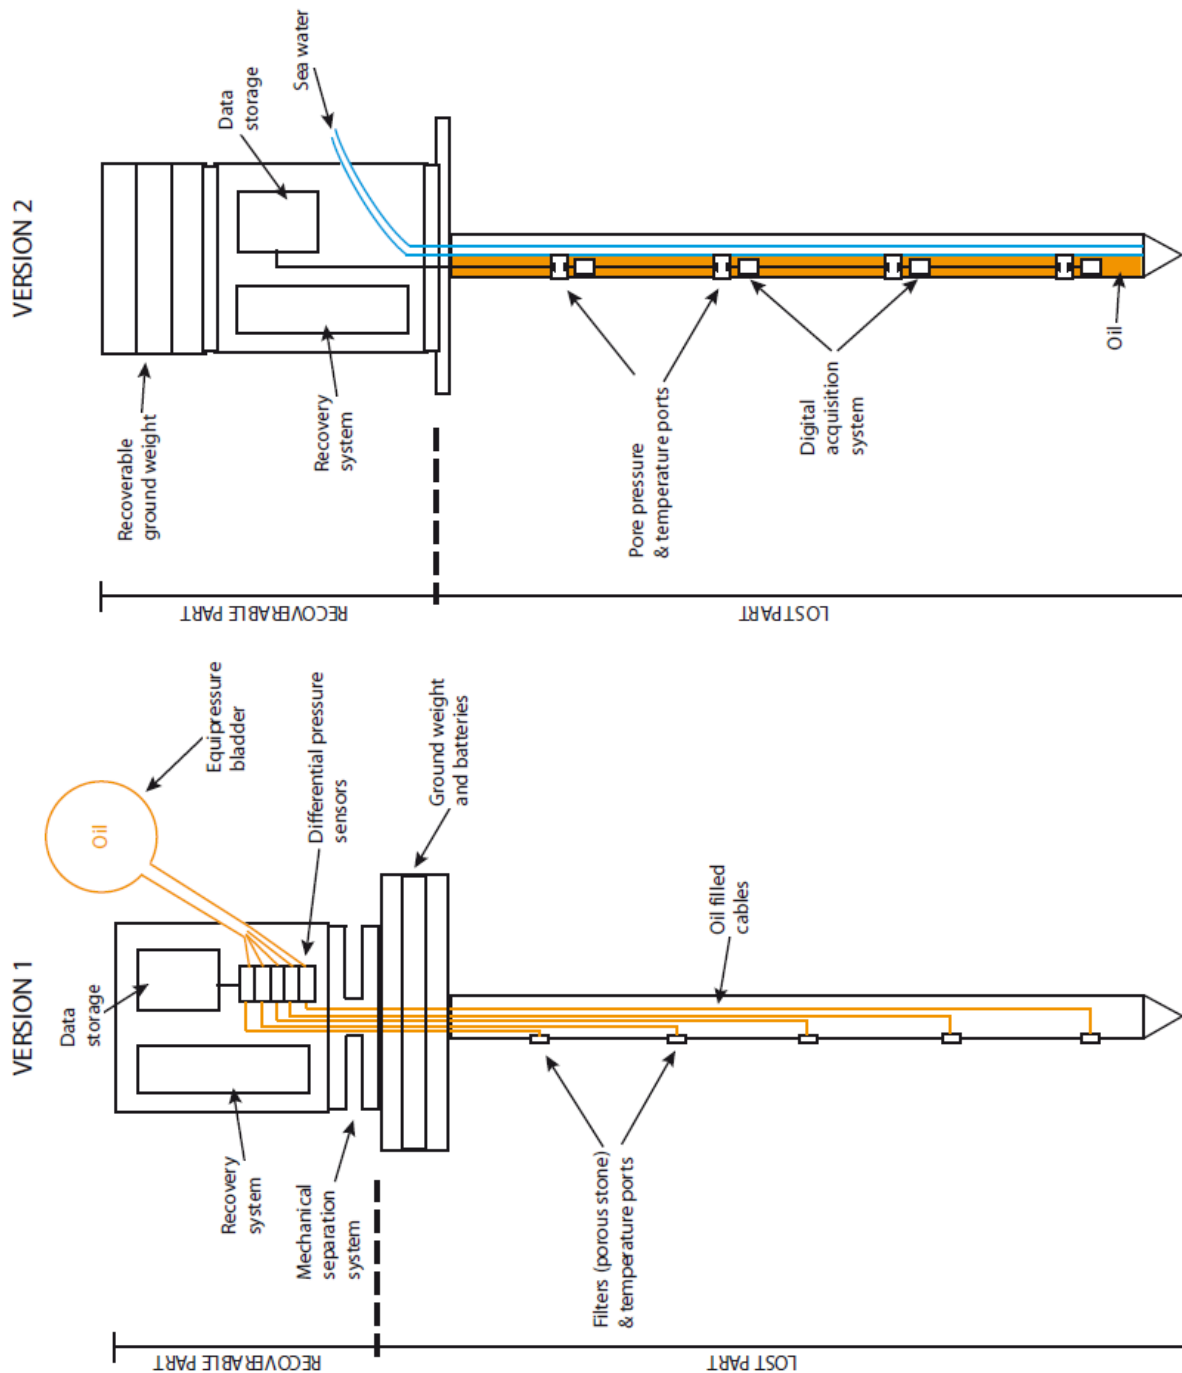 VERSION 1
Data
storage
Oil
Equipressure
bladder
Differential pressure
sensors
Ground weight
and batteries
Recovery
system
Mechanical
separation
system
Oil filled
cables
Filters (porous stone)
& temperature ports
RECOVERABLE PART
LOST PART
VERSION 2
Data
storage
Sea water
Recoverable
ground weight
Recovery
system
Pore pressure
& temperature ports
Digital
acquisition
system
Oil
RECOVERABLE PART
LOST PART